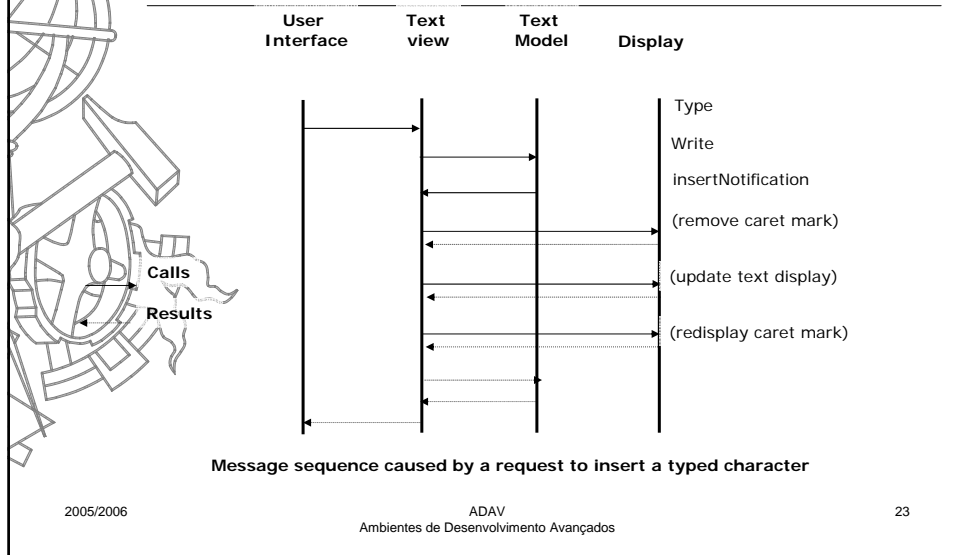 User Interface
Text view
Text Model
Display
Type
Write
insertNotification
(remove caret mark)
Calls
(update text display)
Results
(redisplay caret mark)
Message sequence caused by a request to insert a typed character
2005/2006
ADAV
Ambientes de Desenvolvimento Avançados
23